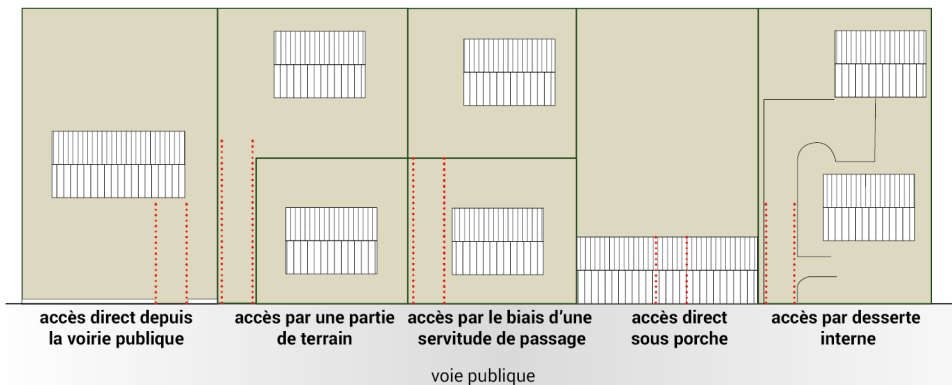 accès direct depuis
la voirie publique
accès par une partie
de terrain
accès par le biais d'une
servitude de passage
accès direct
sous porche
accès par desserte
interne
voie publique